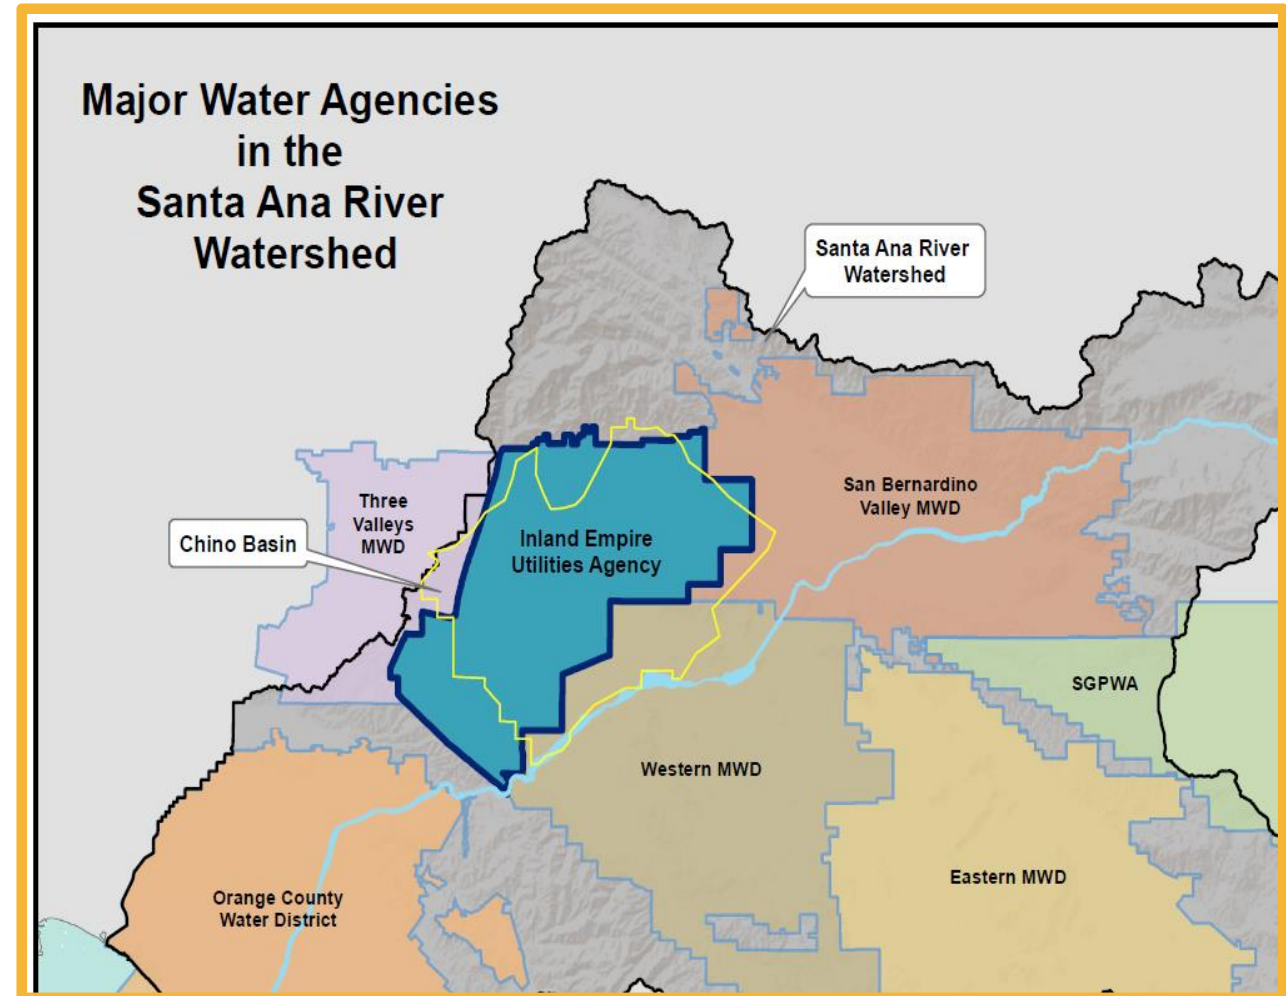 Major Water Agencies
in the
Santa Ana River
Watershed
Santa Ana River
Watershed
Three
Valleys
MWD
San Bernardino
Valley MWD
Chino Basin
Inland Empire
Utilities Agency
SGPWA
Western MWD
Eastern MWD
Orange County
Water District